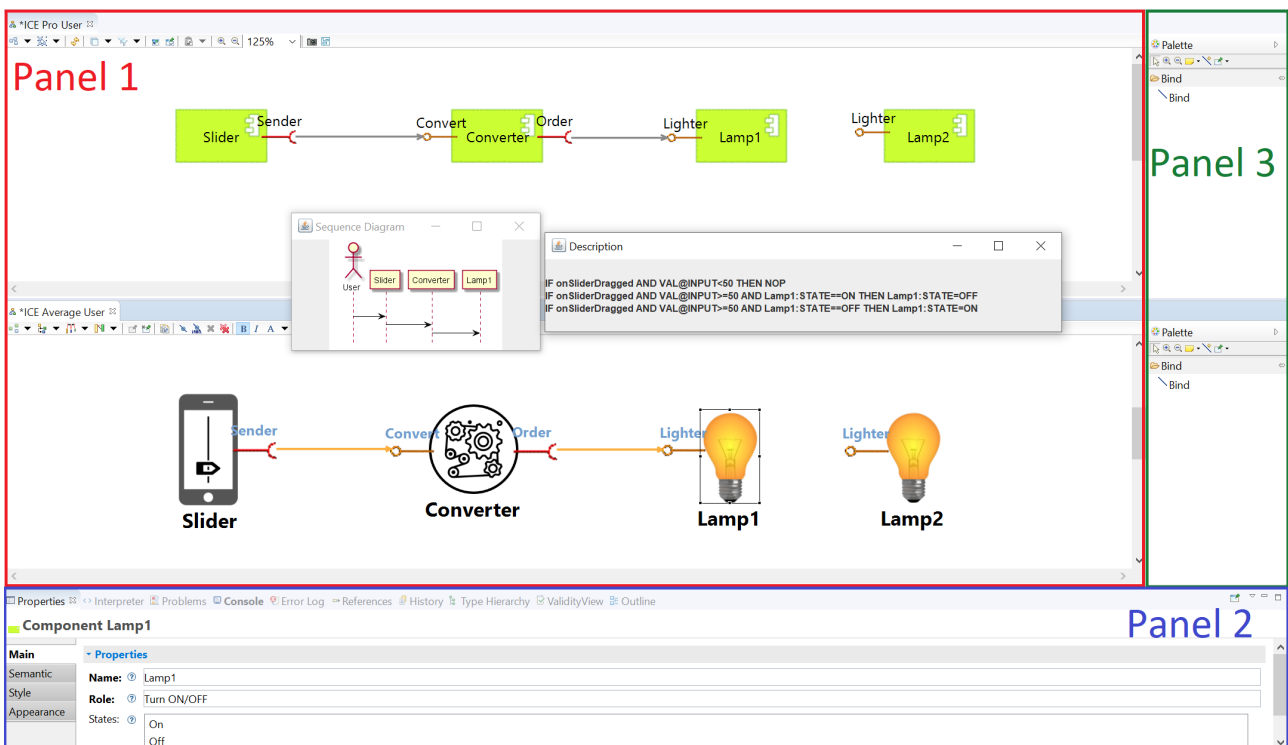 *ICE Pro User
125%
Panel 1
Palette
Bind
Bind
Panel 3
Slider
Sender
Convert
Converter
Order
Lighter
Lamp1
Lighter
Lamp2
Sequence Diagram
User
Slider
Converter
Lamp1
Description
IF onSliderDragged AND VAL@INPUT<50 THEN NOP
IF onSliderDragged AND VAL@INPUT>=50 AND Lamp1:STATE==ON THEN Lamp1:STATE=OFF
IF onSliderDragged AND VAL@INPUT>=50 AND Lamp1:STATE==OFF THEN Lamp1:STATE=ON
*ICE Average User
B I A
Palette
Bind
Bind
Sender
Convert
Order
Lighter
Lighter
Slider
Converter
Lamp1
Lamp2
Properties Interpreter Problems Console Error Log References History Type Hierarchy ValidityView Outline
Panel 2
Component Lamp1
Main
Semantic
Style
Appearance
Properties
Name: Lamp1
Role: Turn ON/OFF
States: On
Off